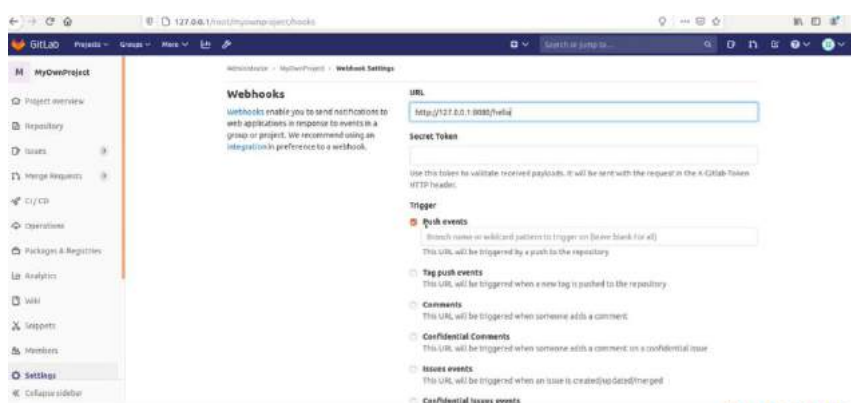 127.0.0.1/root/myownproject/hooks
GitLab Projects Groups More Search or jump to...
M MyOwnProject
Administrator > MyOwnProject > Webhook Settings
Project overview
Repository
Issues
Merge Requests
CI / CD
Operations
Packages & Registries
Analytics
Wiki
Snippets
Members
Settings
Collapse sidebar
Webhooks
Webhooks enable you to send notifications to
web applications in response to events in a
group or project. We recommend using an
integration in preference to a webhook.
URL
http://127.0.0.1:8080/hello
Secret Token
Use this token to validate received payloads. It will be sent with the request in the X-Gitlab-Token
HTTP header.
Trigger
Push events
Branch name or wildcard pattern to trigger on (leave blank for all)
This URL will be triggered by a push to the repository
Tag push events
This URL will be triggered when a new tag is pushed to the repository
Comments
This URL will be triggered when someone adds a comment
Confidential Comments
This URL will be triggered when someone adds a comment on a confidential issue
Issues events
This URL will be triggered when an issue is created/updated/merged
Confidential Issues events